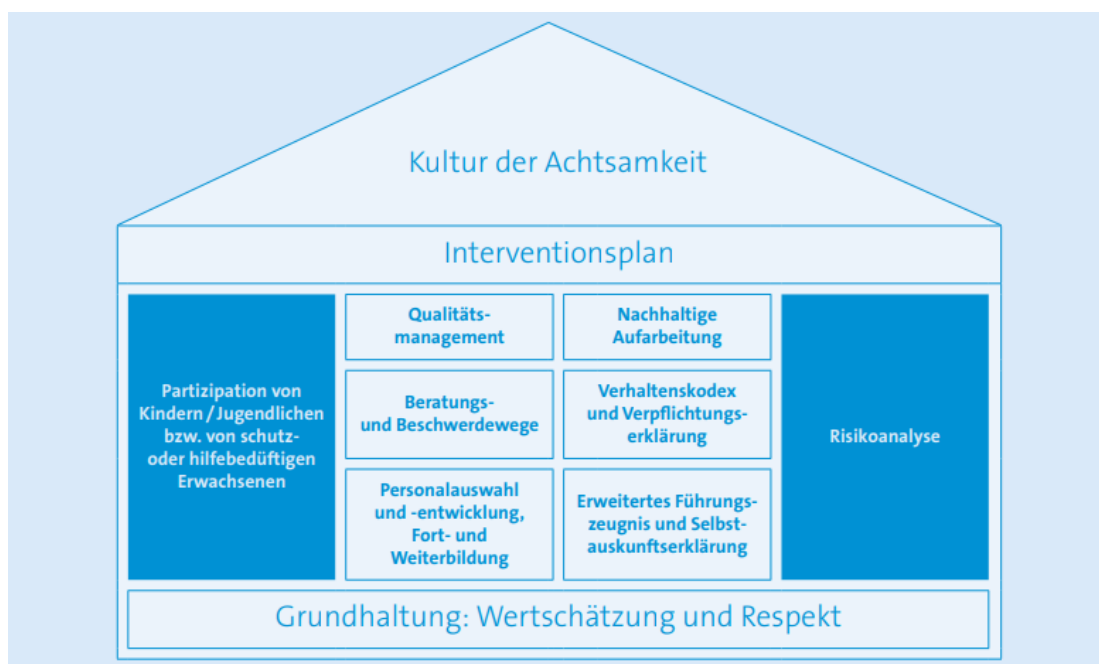 Kultur der Achtsamkeit
Interventionsplan
Partizipation von
Kindern / Jugendlichen
bzw. von schutz-
oder hilfebedüftigen
Erwachsenen
Qualitäts-
management
Nachhaltige
Aufarbeitung
Beratungs-
und Beschwerdewege
Verhaltenskodex
und Verpflichtungs-
erklärung
Personalauswahl
und -entwicklung,
Fort- und
Weiterbildung
Erweitertes Führungs-
zeugnis und Selbst-
auskunftserklärung
Risikoanalyse
Grundhaltung: Wertschätzung und Respekt